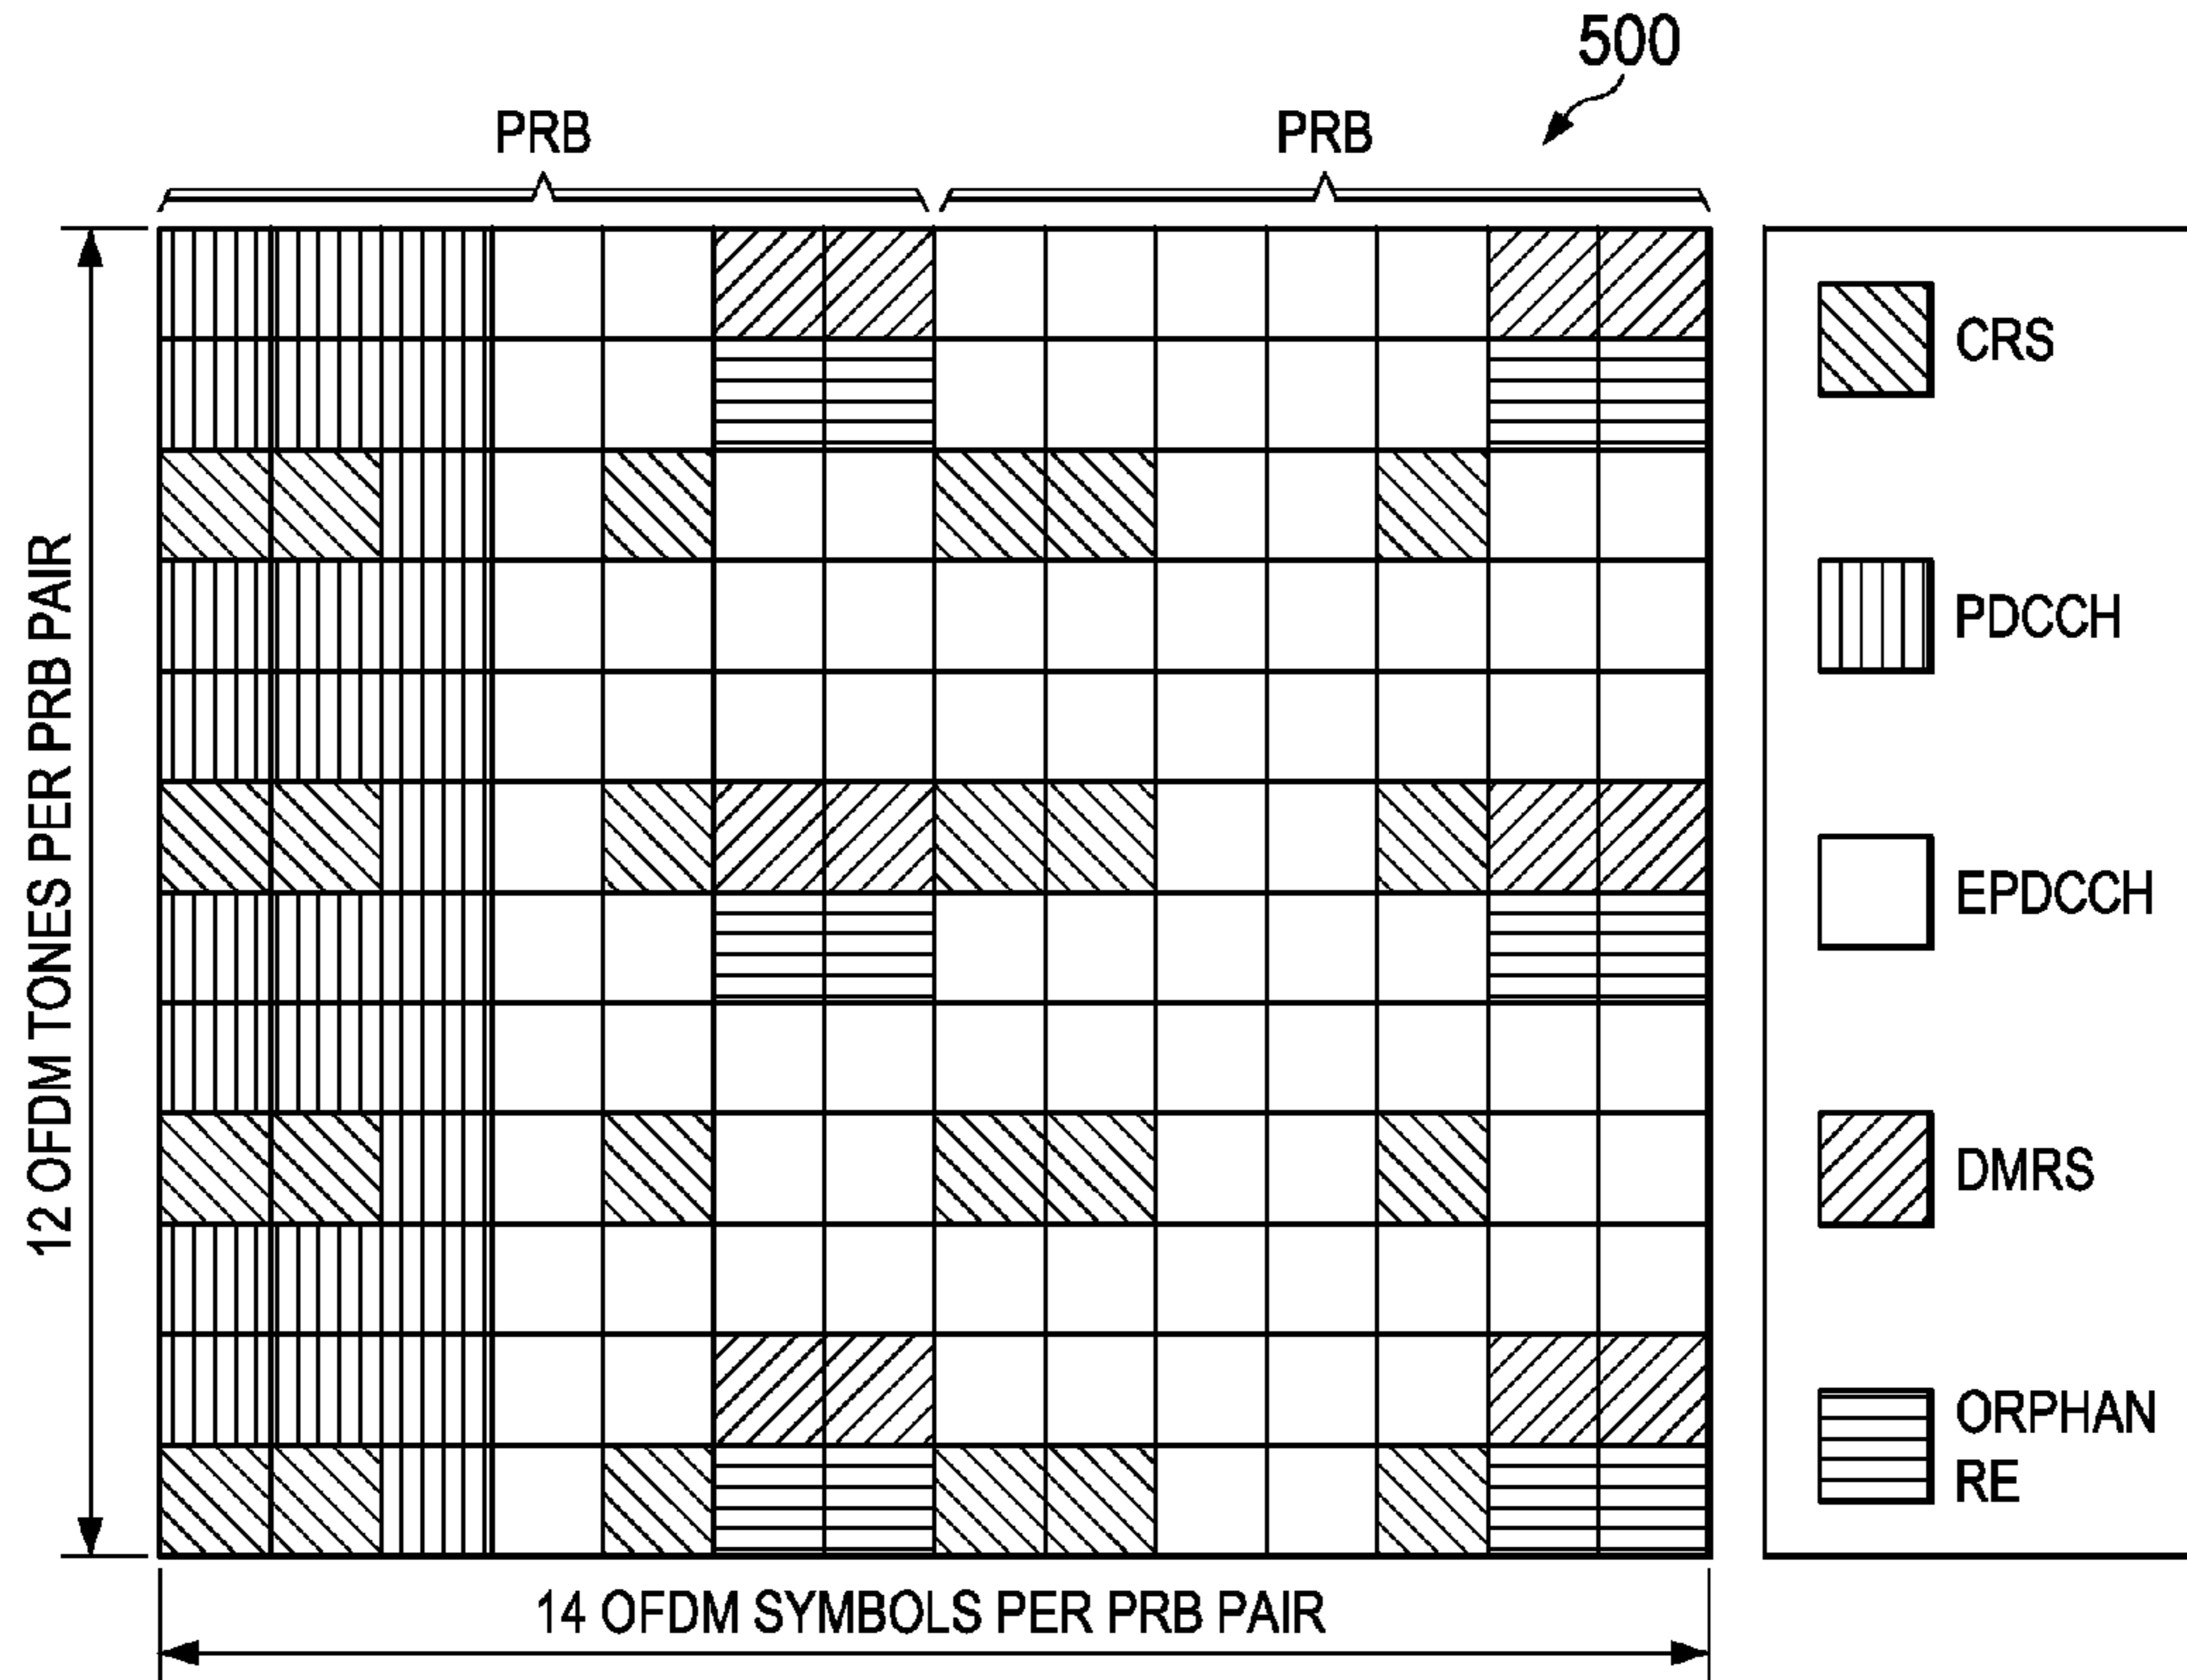 500
PRB
PRB
12 OFDM TONES PER PRB PAIR
CRS
PDCCH
EPDCCH
DMRS
ORPHAN
RE
14 OFDM SYMBOLS PER PRB PAIR